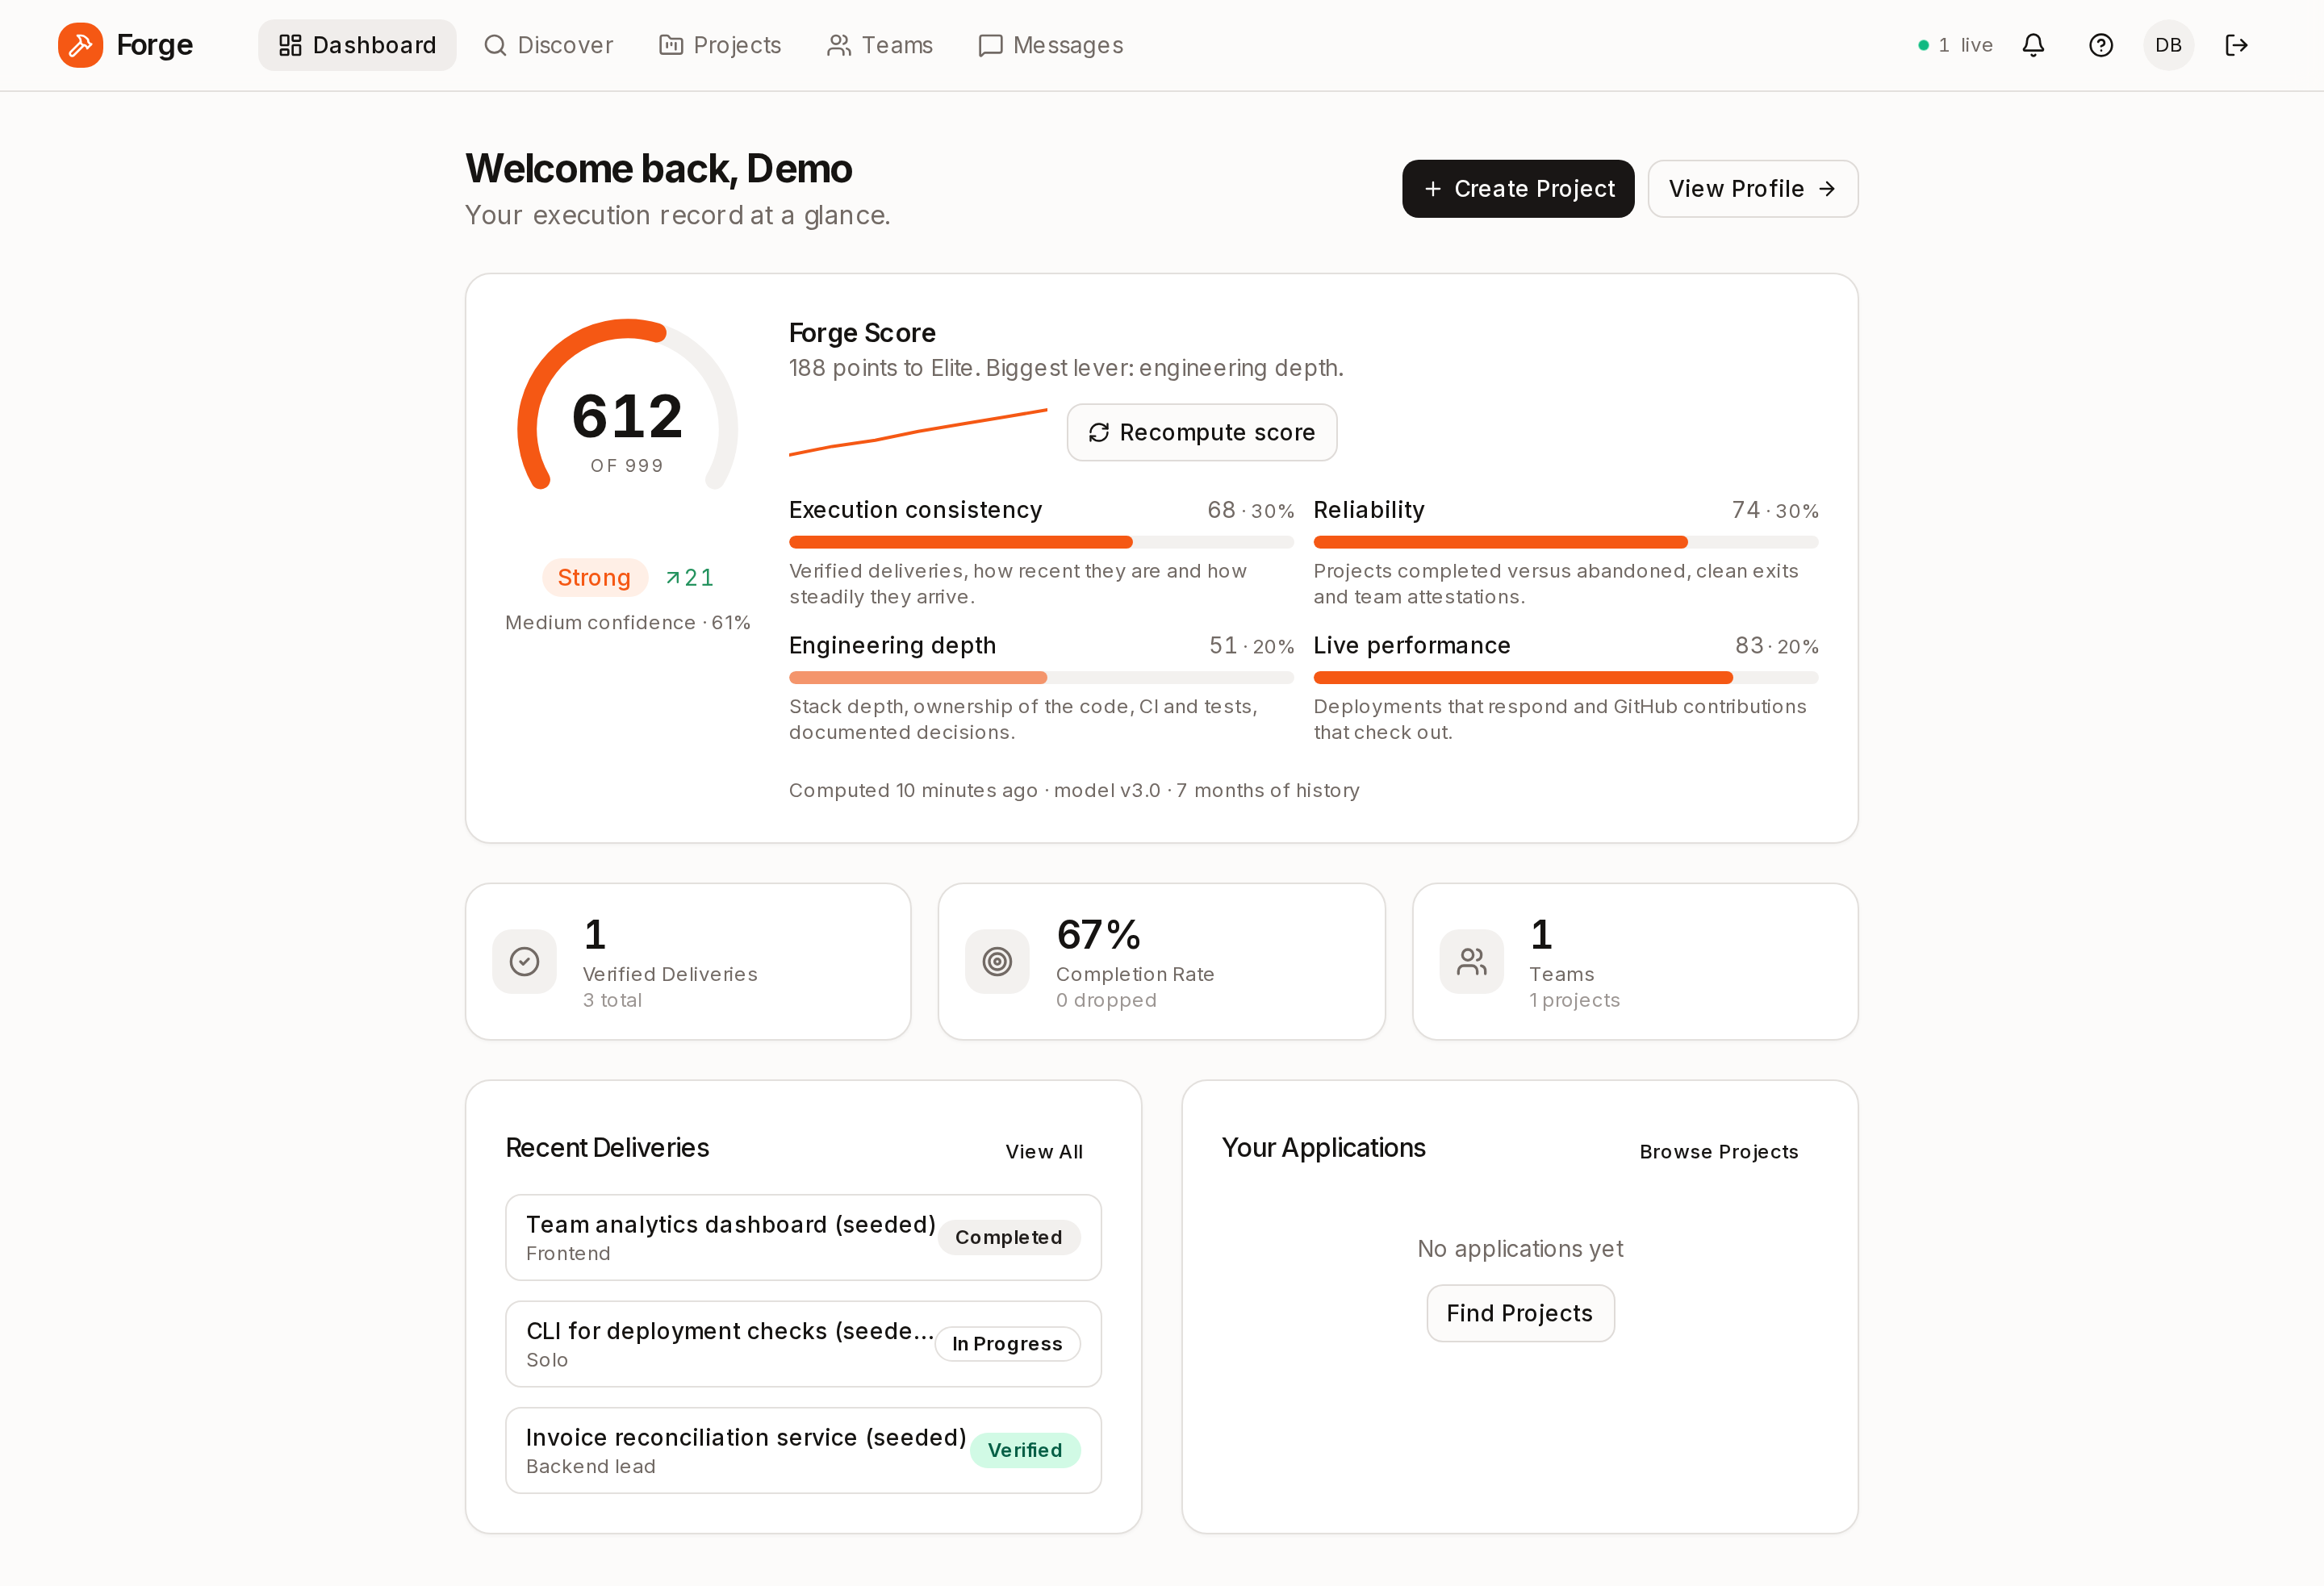 Forge
Dashboard
Discover
Projects
Teams
Messages
1 live
DB
Welcome back, Demo
Your execution record at a glance.
Create Project
View Profile
612
OF 999
Strong
21
Medium confidence · 61%
Forge Score
188 points to Elite. Biggest lever: engineering depth.
Recompute score
Execution consistency
68 · 30%
Verified deliveries, how recent they are and how
steadily they arrive.
Reliability
74 · 30%
Projects completed versus abandoned, clean exits
and team attestations.
Engineering depth
51 · 20%
Stack depth, ownership of the code, CI and tests,
documented decisions.
Live performance
83 · 20%
Deployments that respond and GitHub contributions
that check out.
Computed 10 minutes ago · model v3.0 · 7 months of history
1
Verified Deliveries
3 total
67%
Completion Rate
0 dropped
1
Teams
1 projects
Recent Deliveries
View All
Team analytics dashboard (seeded)
Frontend
Completed
CLI for deployment checks (seede...
Solo
In Progress
Invoice reconciliation service (seeded)
Backend lead
Verified
Your Applications
Browse Projects
No applications yet
Find Projects